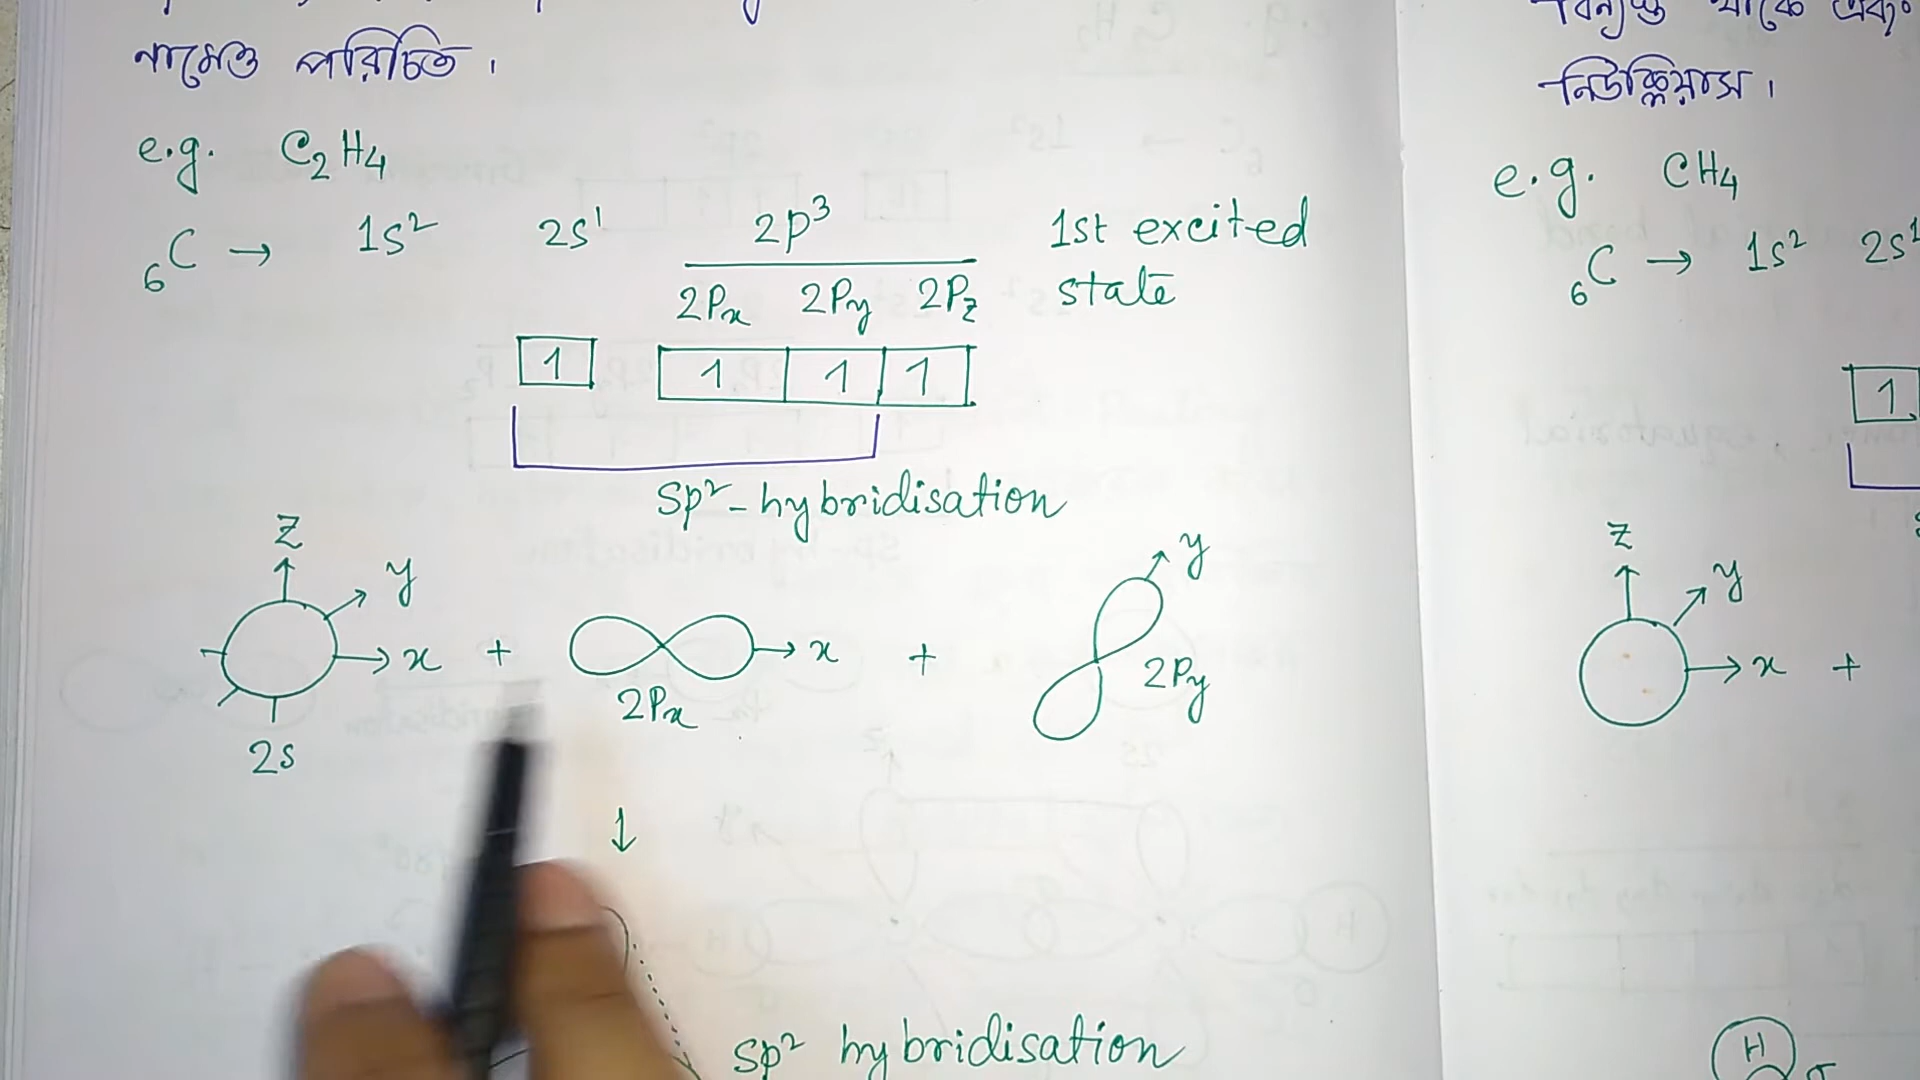 নামেও পরিচিত ।
e.g. C₂H₄
₆C → 1s² 2s¹ 2p³ 1st excited
2Px 2Py 2Pz state
1 1 1 1
Sp² - hybridisation
z y x + x + y
2s 2Px 2Py
↓
Sp² hybridisation
থাকে এবং
নিউক্লিয়াস ।
e.g. CH₄
₆C → 1s² 2s¹
1
z y x +
H σ